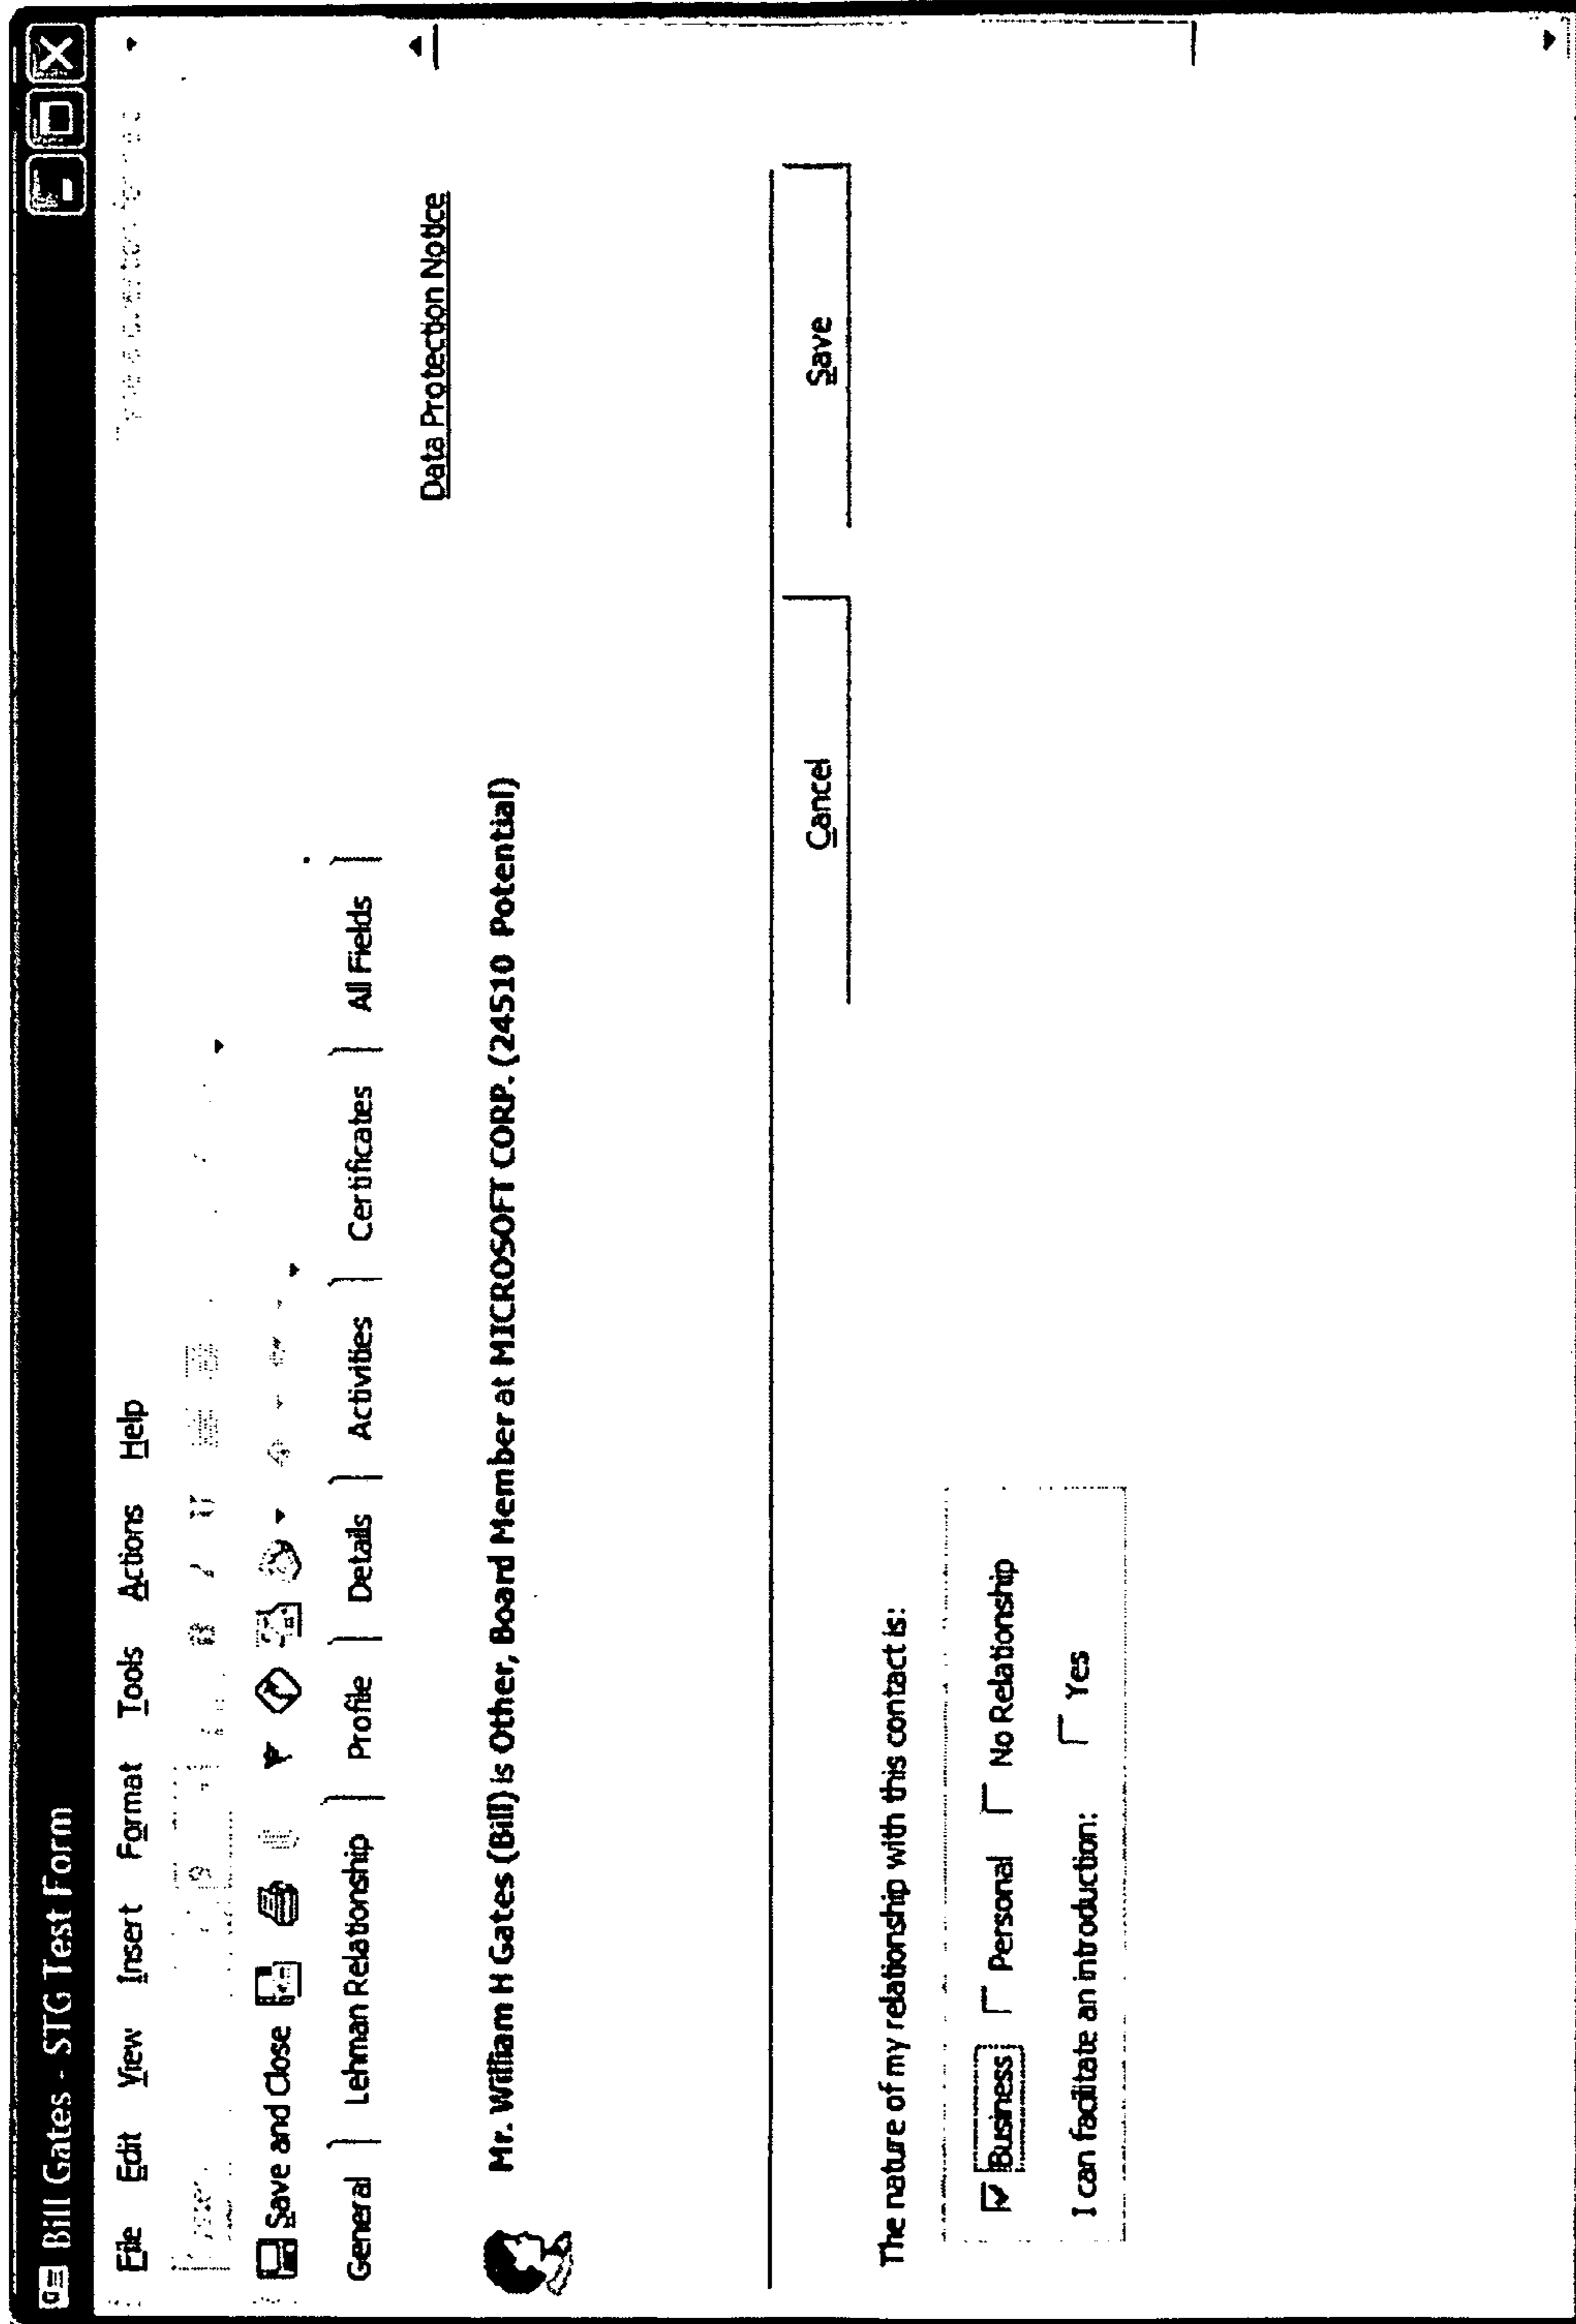 Bill Gates - STG Test Form
File Edit View Insert Format Tools Actions Help
Save and Close
General Lehman Relationship Profile Details Activities Certificates All Fields
Data Protection Notice
Mr. William H Gates (Bill) is Other, Board Member at MICROSOFT CORP. (24510 Potential)
Cancel Save
The nature of my relationship with this contact is:
Business Personal No Relationship
I can facilitate an introduction: Yes